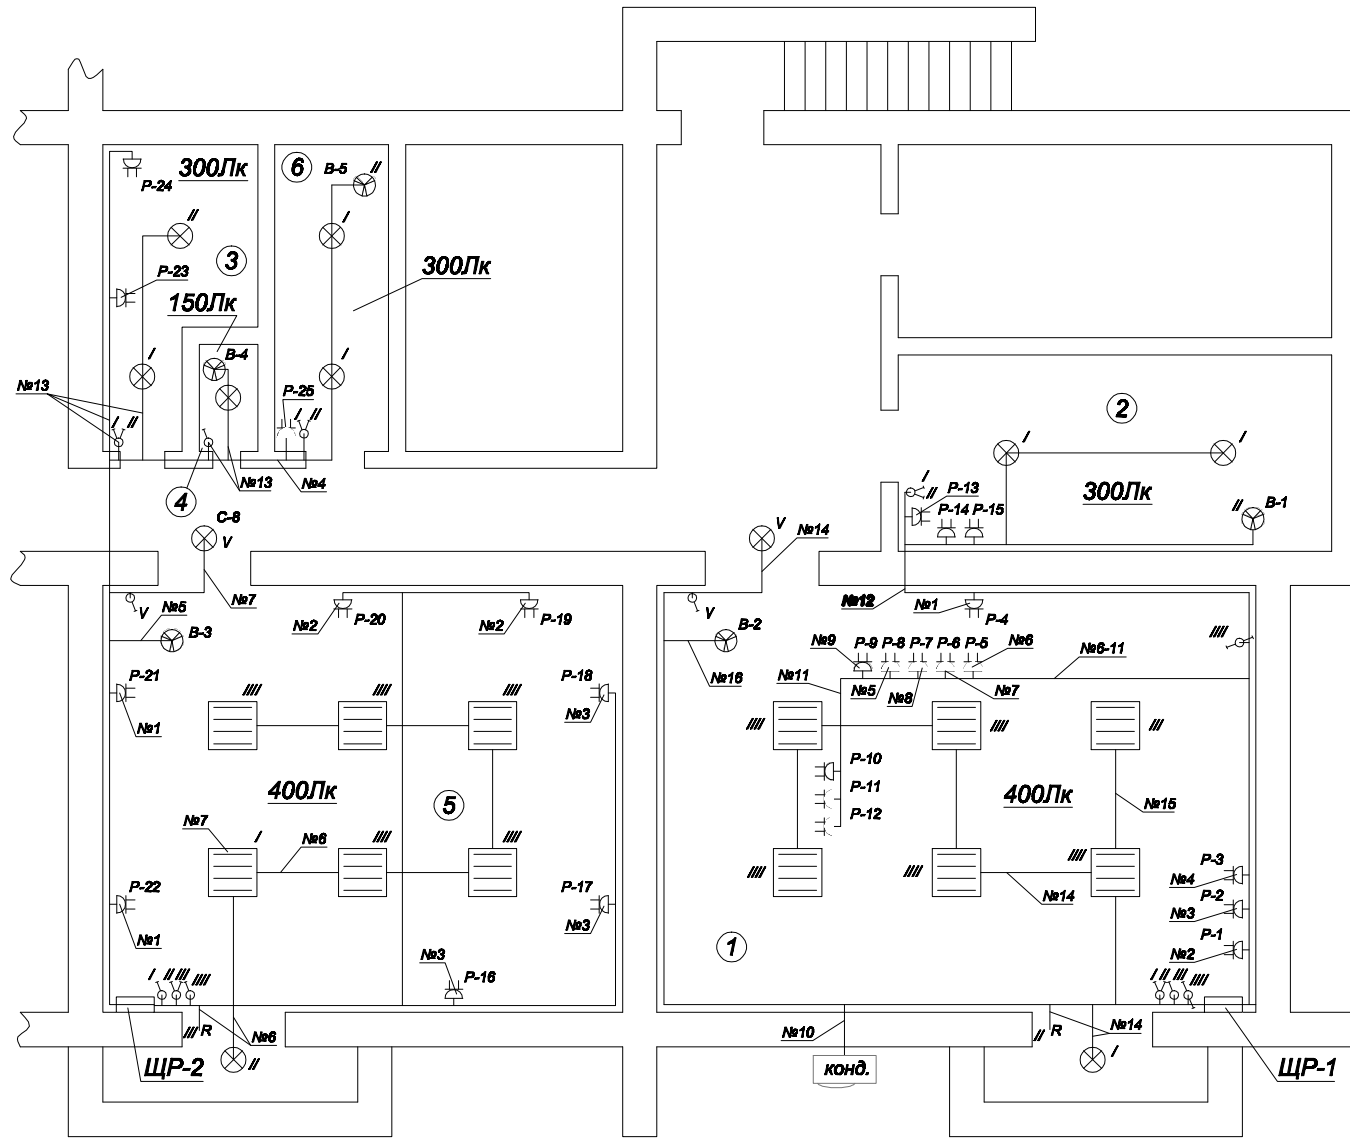 300Лк
6
В-5
//
Р-24
//
/
3
Р-23
300Лк
150Лк
/
В-4
/
№13
Р-25
2
/
/
/ //
/ //
300Лк
/
//
Р-13
Р-14 Р-15
//
В-1
№13
№4
4
С-8
V
V
№14
V
№5
№7
№2
Р-20
№2
Р-19
V
№12
№1
Р-4
В-3
В-2
////
№9 Р-9 Р-8 Р-7 Р-6 Р-5 №6
№6-11
№16
№11
№5
№8
№7
Р-21
////
////
////
Р-18
№1
№3
////
////
///
Р-10
400Лк
5
Р-11
400Лк
№15
Р-12
№7
/
№6
////
////
////
////
////
Р-3
№4
Р-22
Р-17
№14
Р-2
№3
№1
№3
1
Р-1
№2
№3
Р-16
/ // /// ////
/ // /// ////
/// R
№6
№10
// R
№14
//
/
ЩР-2
конд.
ЩР-1